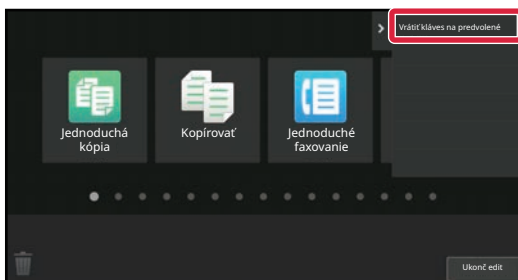 Vrátiť kláves na predvolené
Jednoduchá
kópia
Kopírovať
Jednoduché
faxovanie
Ukonč edit